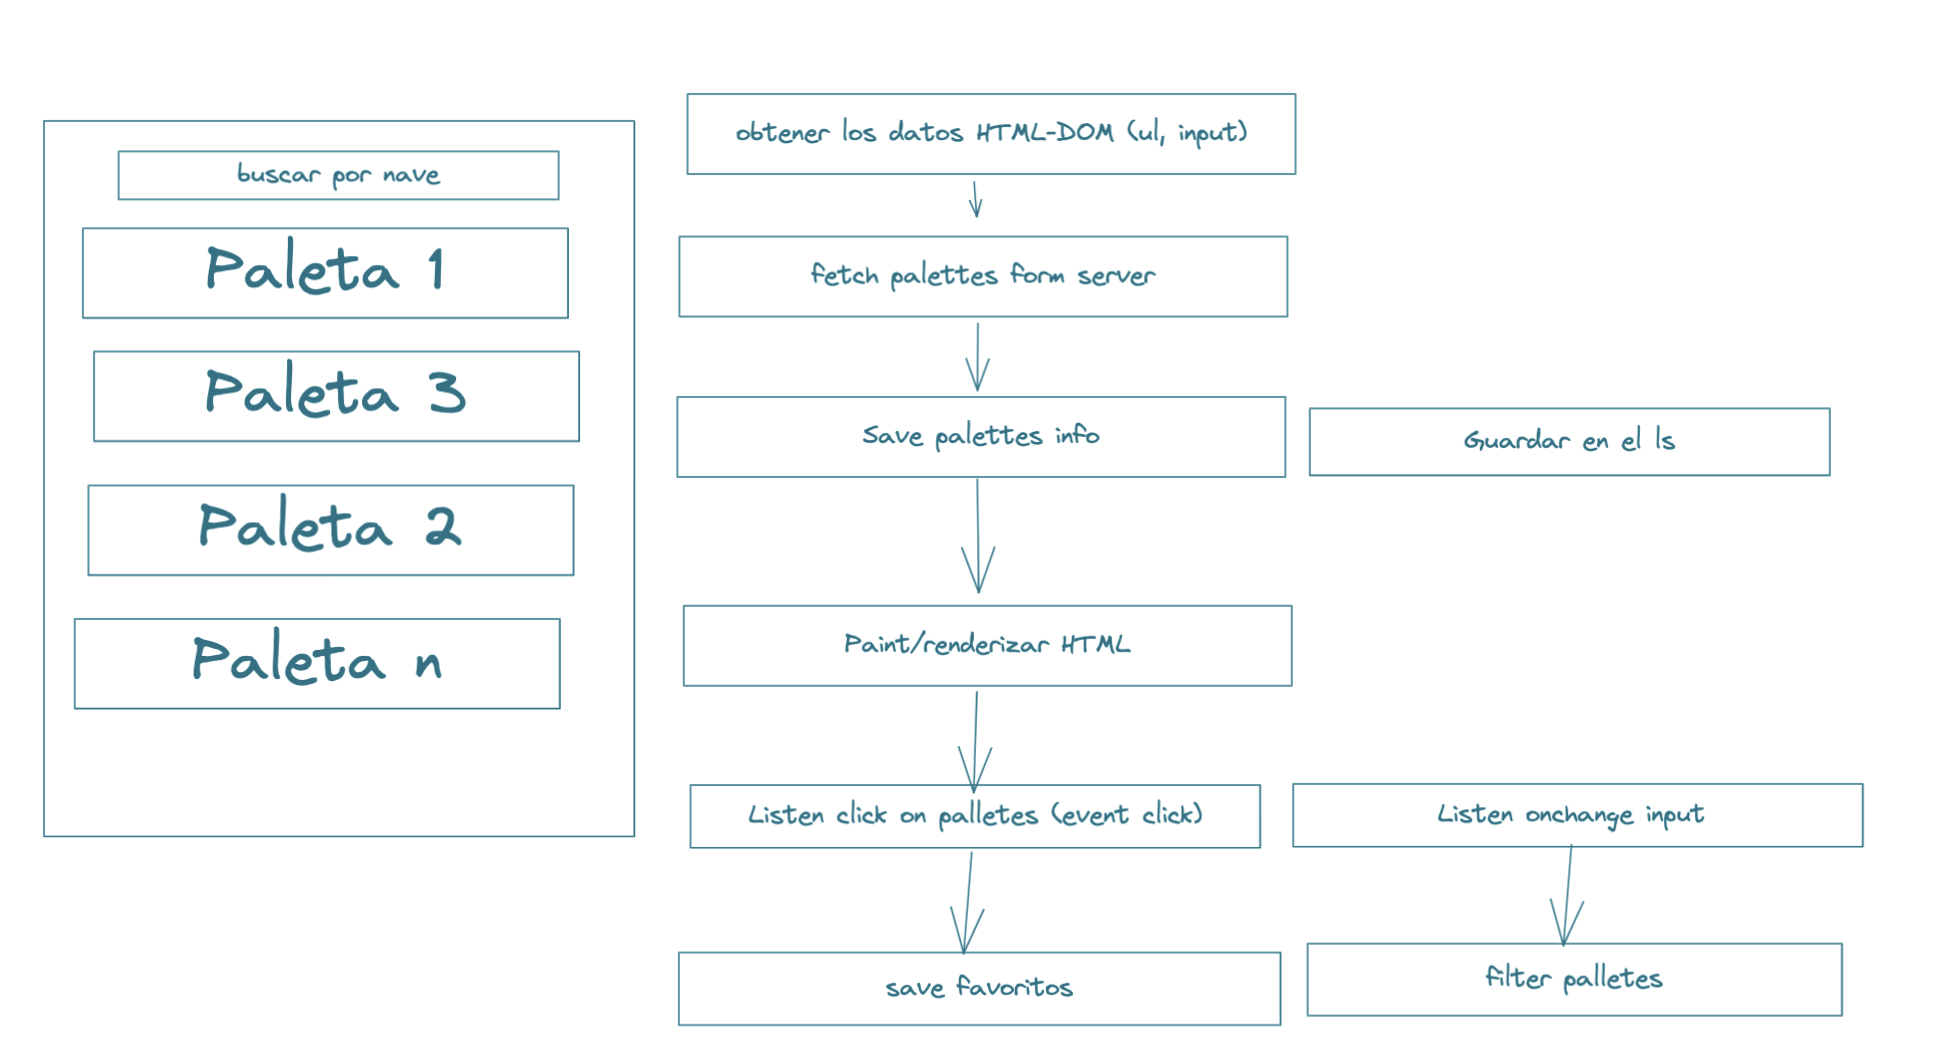 buscar por nave
Paleta 1
Paleta 3
Paleta 2
Paleta n
obtener los datos HTML-DOM (ul, input)
fetch palettes form server
Save palettes info
Guardar en el ls
Paint/renderizar HTML
Listen click on palletes (event click)
Listen onchange input
save favoritos
filter palletes